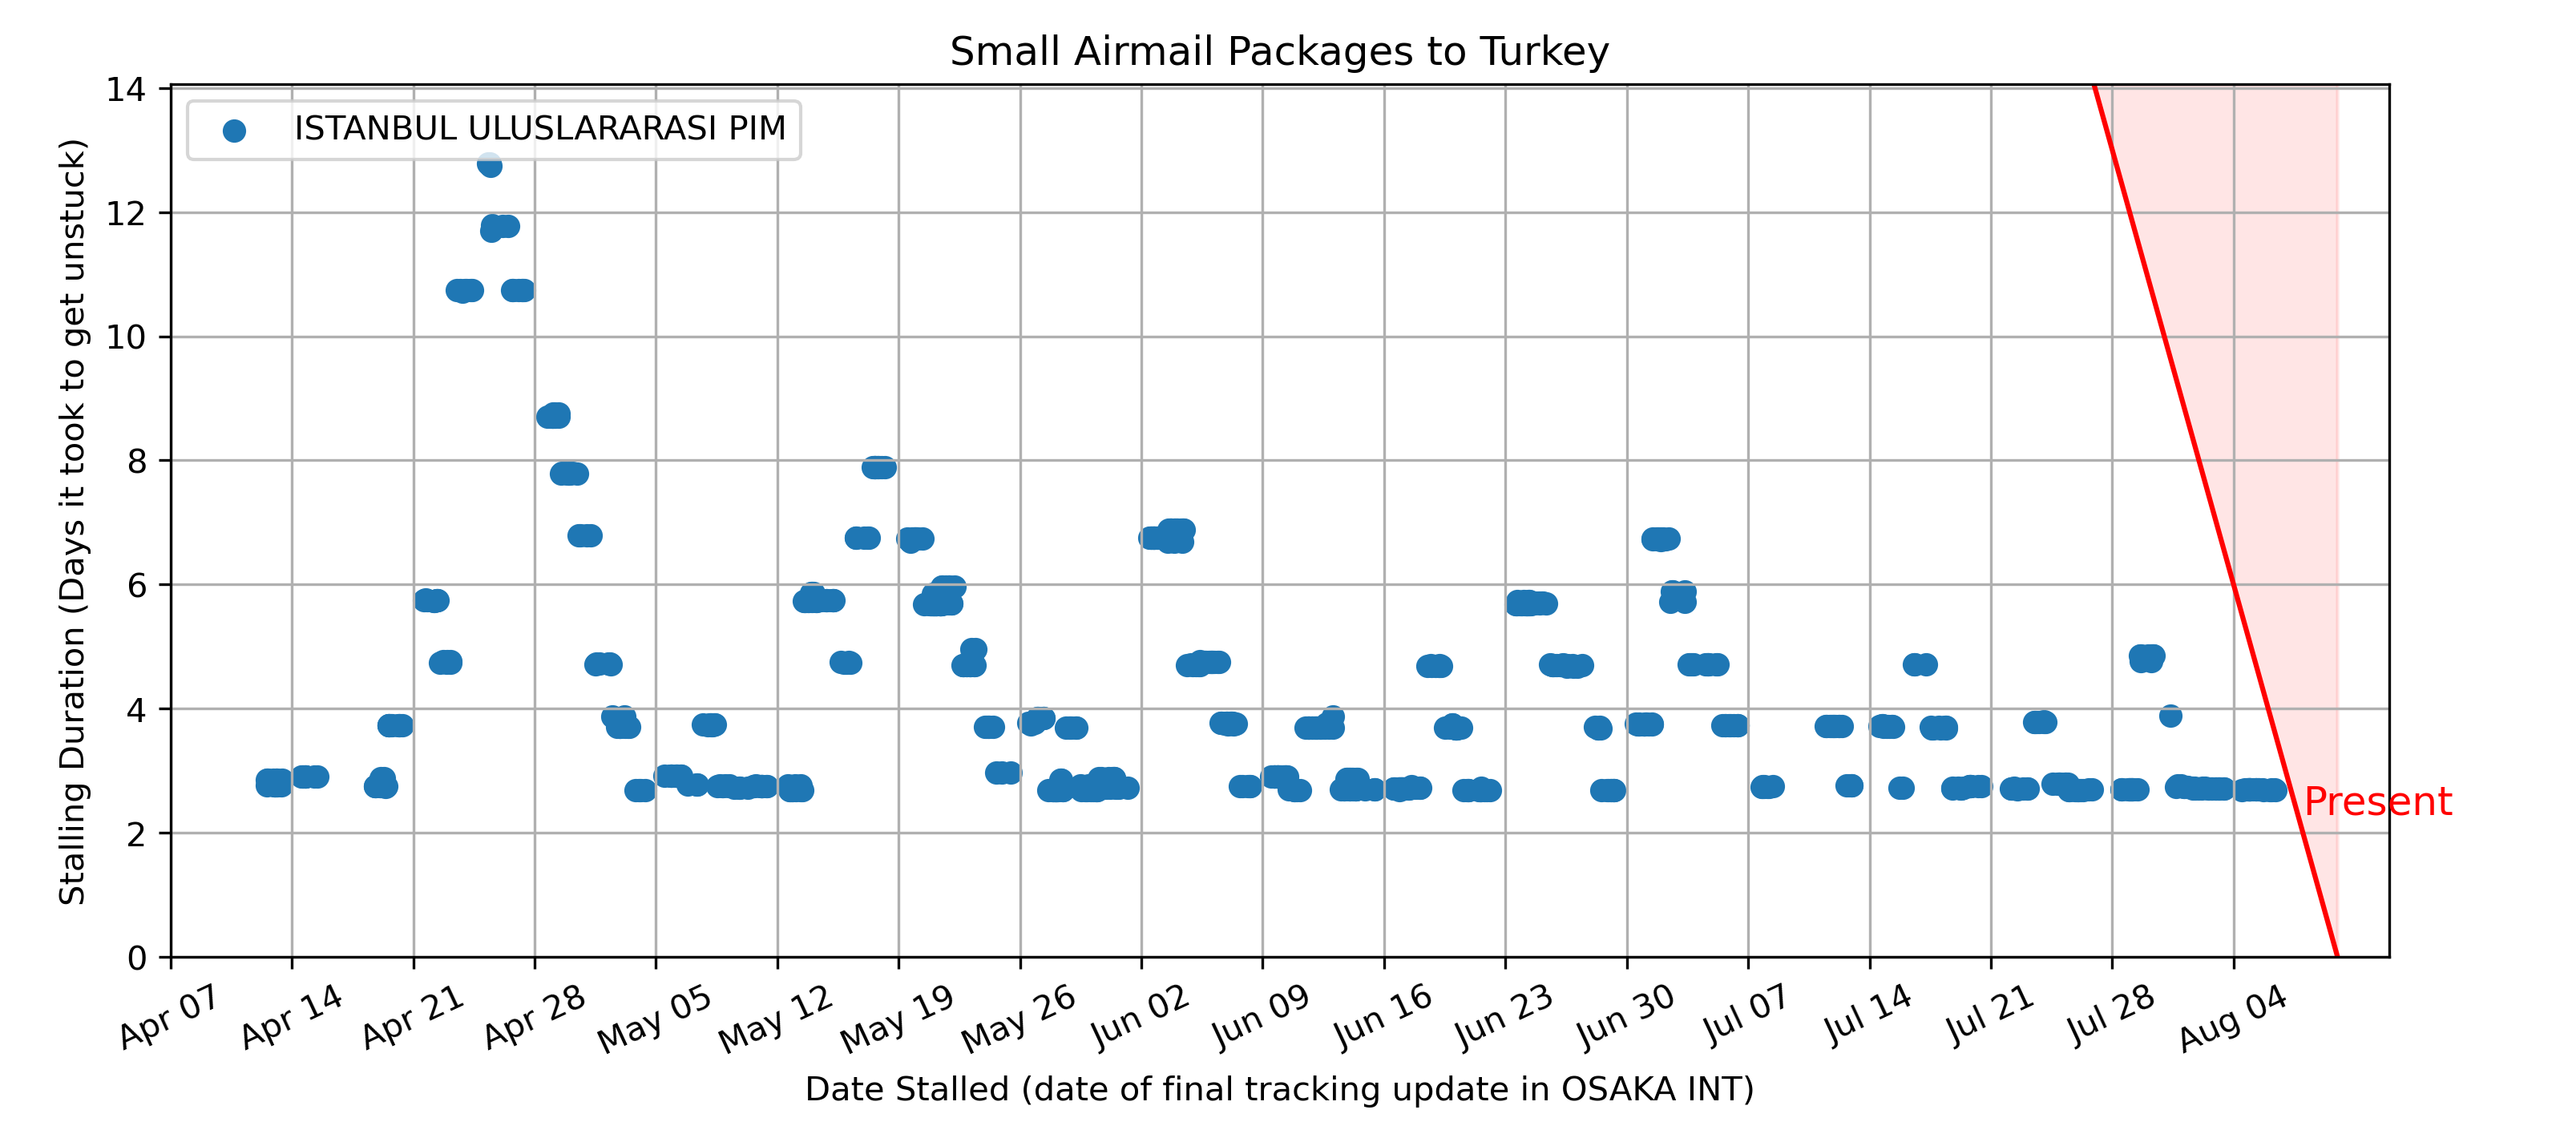 Small Airmail Packages to Turkey
ISTANBUL ULUSLARARASI PIM
Stalling Duration (Days it took to get unstuck)
14
12
10
8
6
4
2
0
Present
Apr 07
Apr 14
Apr 21
Apr 28
May 05
May 12
May 19
May 26
Jun 02
Jun 09
Jun 16
Jun 23
Jun 30
Jul 07
Jul 14
Jul 21
Jul 28
Aug 04
Date Stalled (date of final tracking update in OSAKA INT)